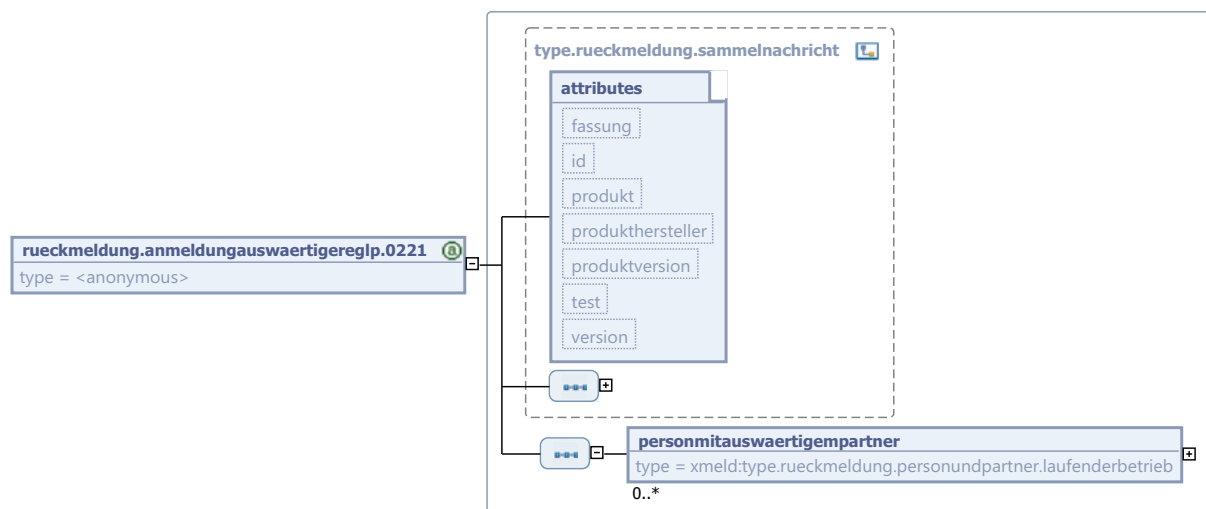 type.rueckmeldung.sammelnachricht
attributes
fassung
id
produkt
produkthersteller
produktversion
test
version
rueckmeldung.anmeldungauswaertigereglp.0221
type = <anonymous>
personmitauswaertigempartner
type = xmeld:type.rueckmeldung.personundpartner.laufenderbetrieb
0..*